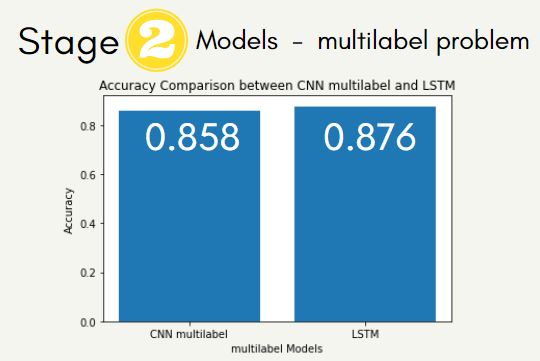 Stage 2 Models - multilabel problem
Accuracy Comparison between CNN multilabel and LSTM
0.8
0.6
0.4
0.2
0.0
Accuracy
0.858
0.876
CNN multilabel
LSTM
multilabel Models